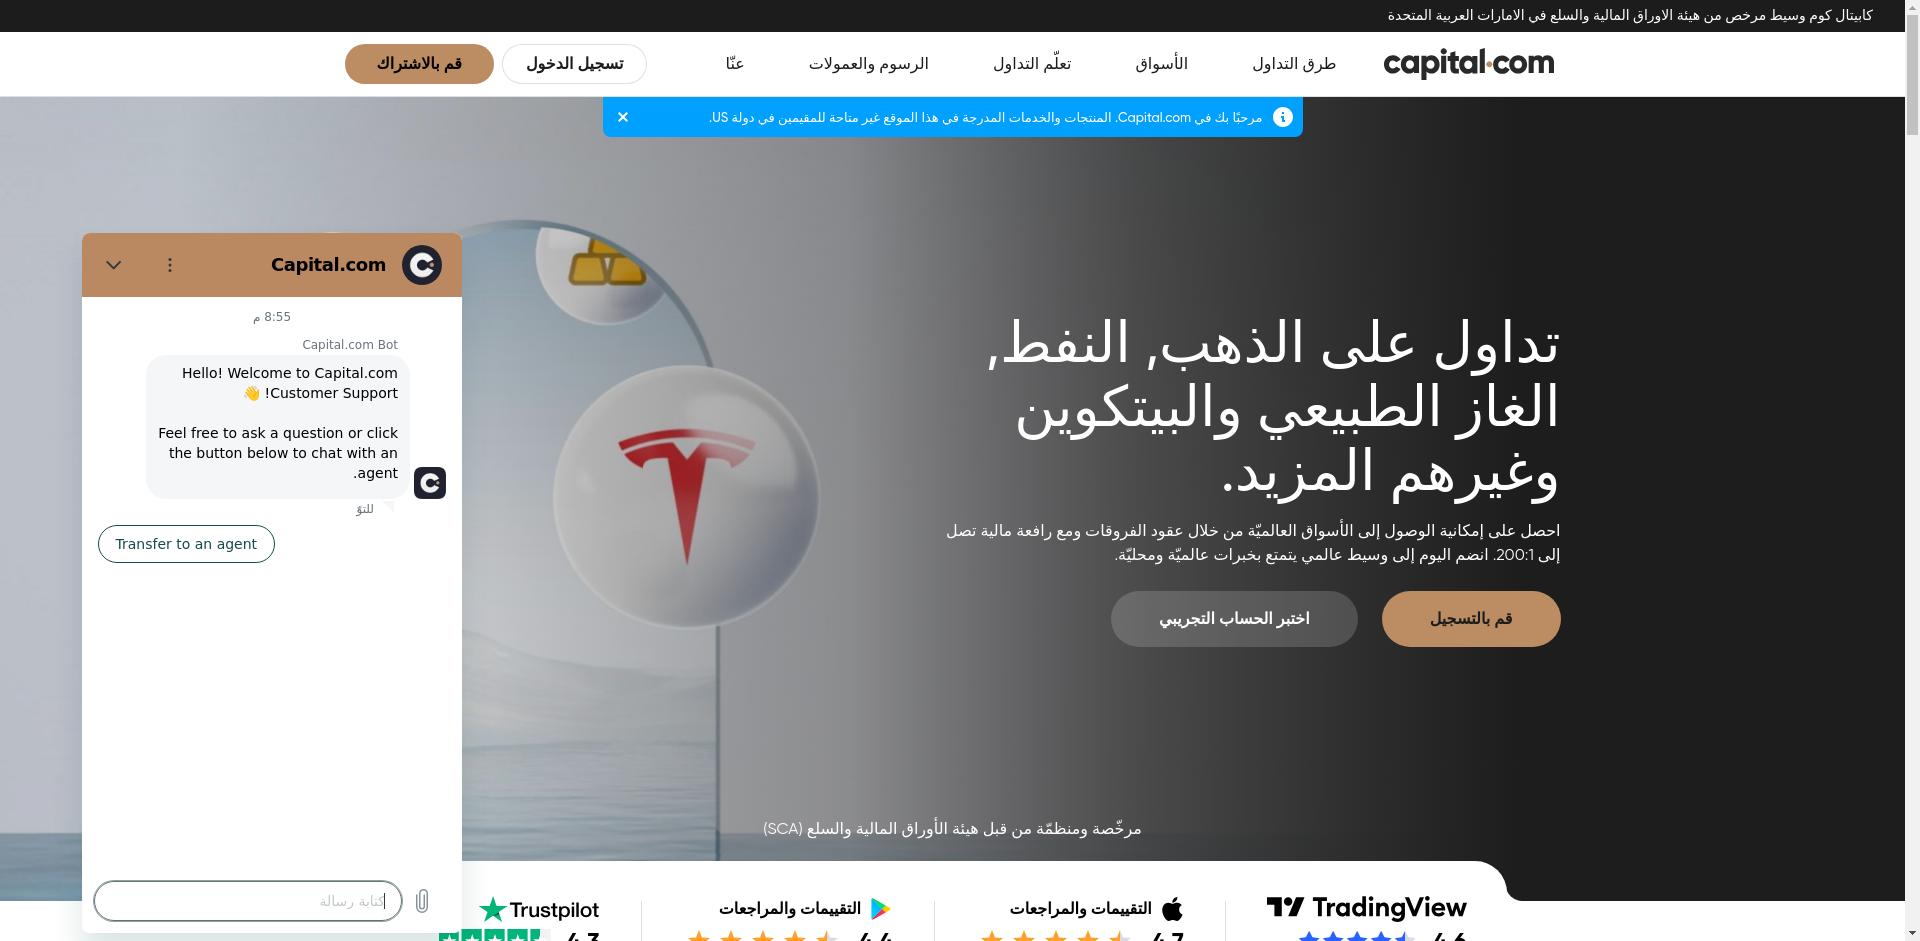 كابيتال كوم وسيط مرخص من هيئة الاوراق المالية والسلع في الامارات العربية المتحدة
capital.com
طرق التداول
الأسواق
تعلّم التداول
الرسوم والعمولات
عنّا
تسجيل الدخول
قم بالاشتراك
مرحبًا بك في Capital.com. المنتجات والخدمات المدرجة في هذا الموقع غير متاحة للمقيمين في دولة US.
تداول على الذهب, النفط,
الغاز الطبيعي والبيتكوين
وغيرهم المزيد.
احصل على إمكانية الوصول إلى الأسواق العالميّة من خلال عقود الفروقات ومع رافعة مالية تصل
إلى 200:1. انضم اليوم إلى وسيط عالمي يتمتع بخبرات عالميّة ومحليّة.
قم بالتسجيل
اختبر الحساب التجريبي
مرخّصة ومنظمّة من قبل هيئة الأوراق المالية والسلع (SCA)
Capital.com
8:55 م
Capital.com Bot
Hello! Welcome to Capital.com
Customer Support! 👋
Feel free to ask a question or click
the button below to chat with an
agent.
للتوّ
Transfer to an agent
كتابة رسالة
TradingView
4.6
التقييمات والمراجعات
4.7
التقييمات والمراجعات
4.4
Trustpilot
4.3